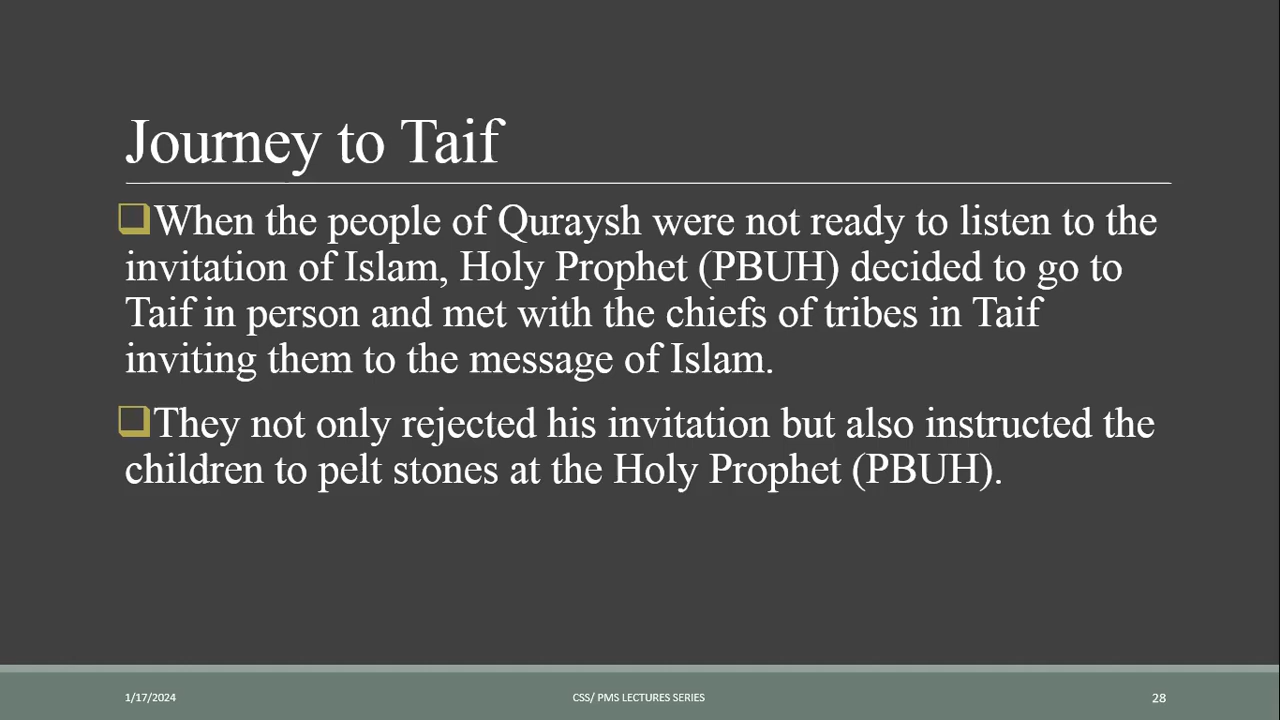 Journey to Taif
When the people of Quraysh were not ready to listen to the
invitation of Islam, Holy Prophet (PBUH) decided to go to
Taif in person and met with the chiefs of tribes in Taif
inviting them to the message of Islam.
They not only rejected his invitation but also instructed the
children to pelt stones at the Holy Prophet (PBUH).
1/17/2024
CSS/ PMS LECTURES SERIES
28